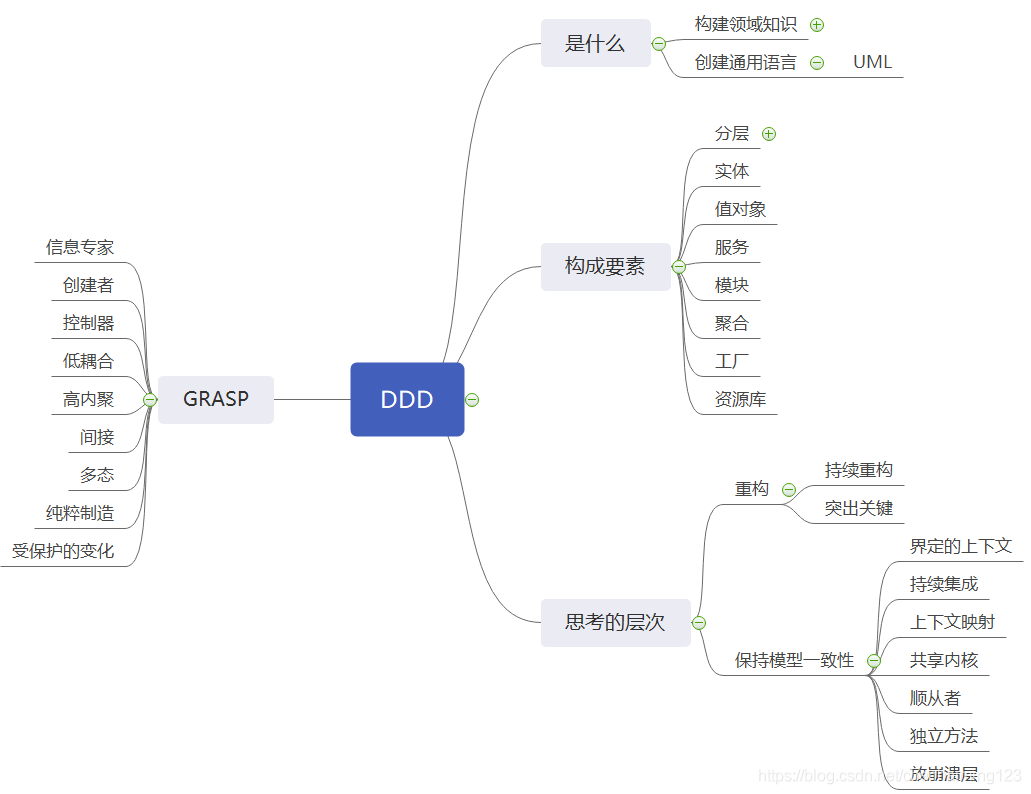 是什么
构建领域知识
创建通用语言
UML
构成要素
分层
实体
值对象
服务
模块
聚合
工厂
资源库
DDD
GRASP
信息专家
创建者
控制器
低耦合
高内聚
间接
多态
纯粹制造
受保护的变化
思考的层次
重构
持续重构
突出关键
保持模型一致性
界定的上下文
持续集成
上下文映射
共享内核
顺从者
独立方法
放崩溃层